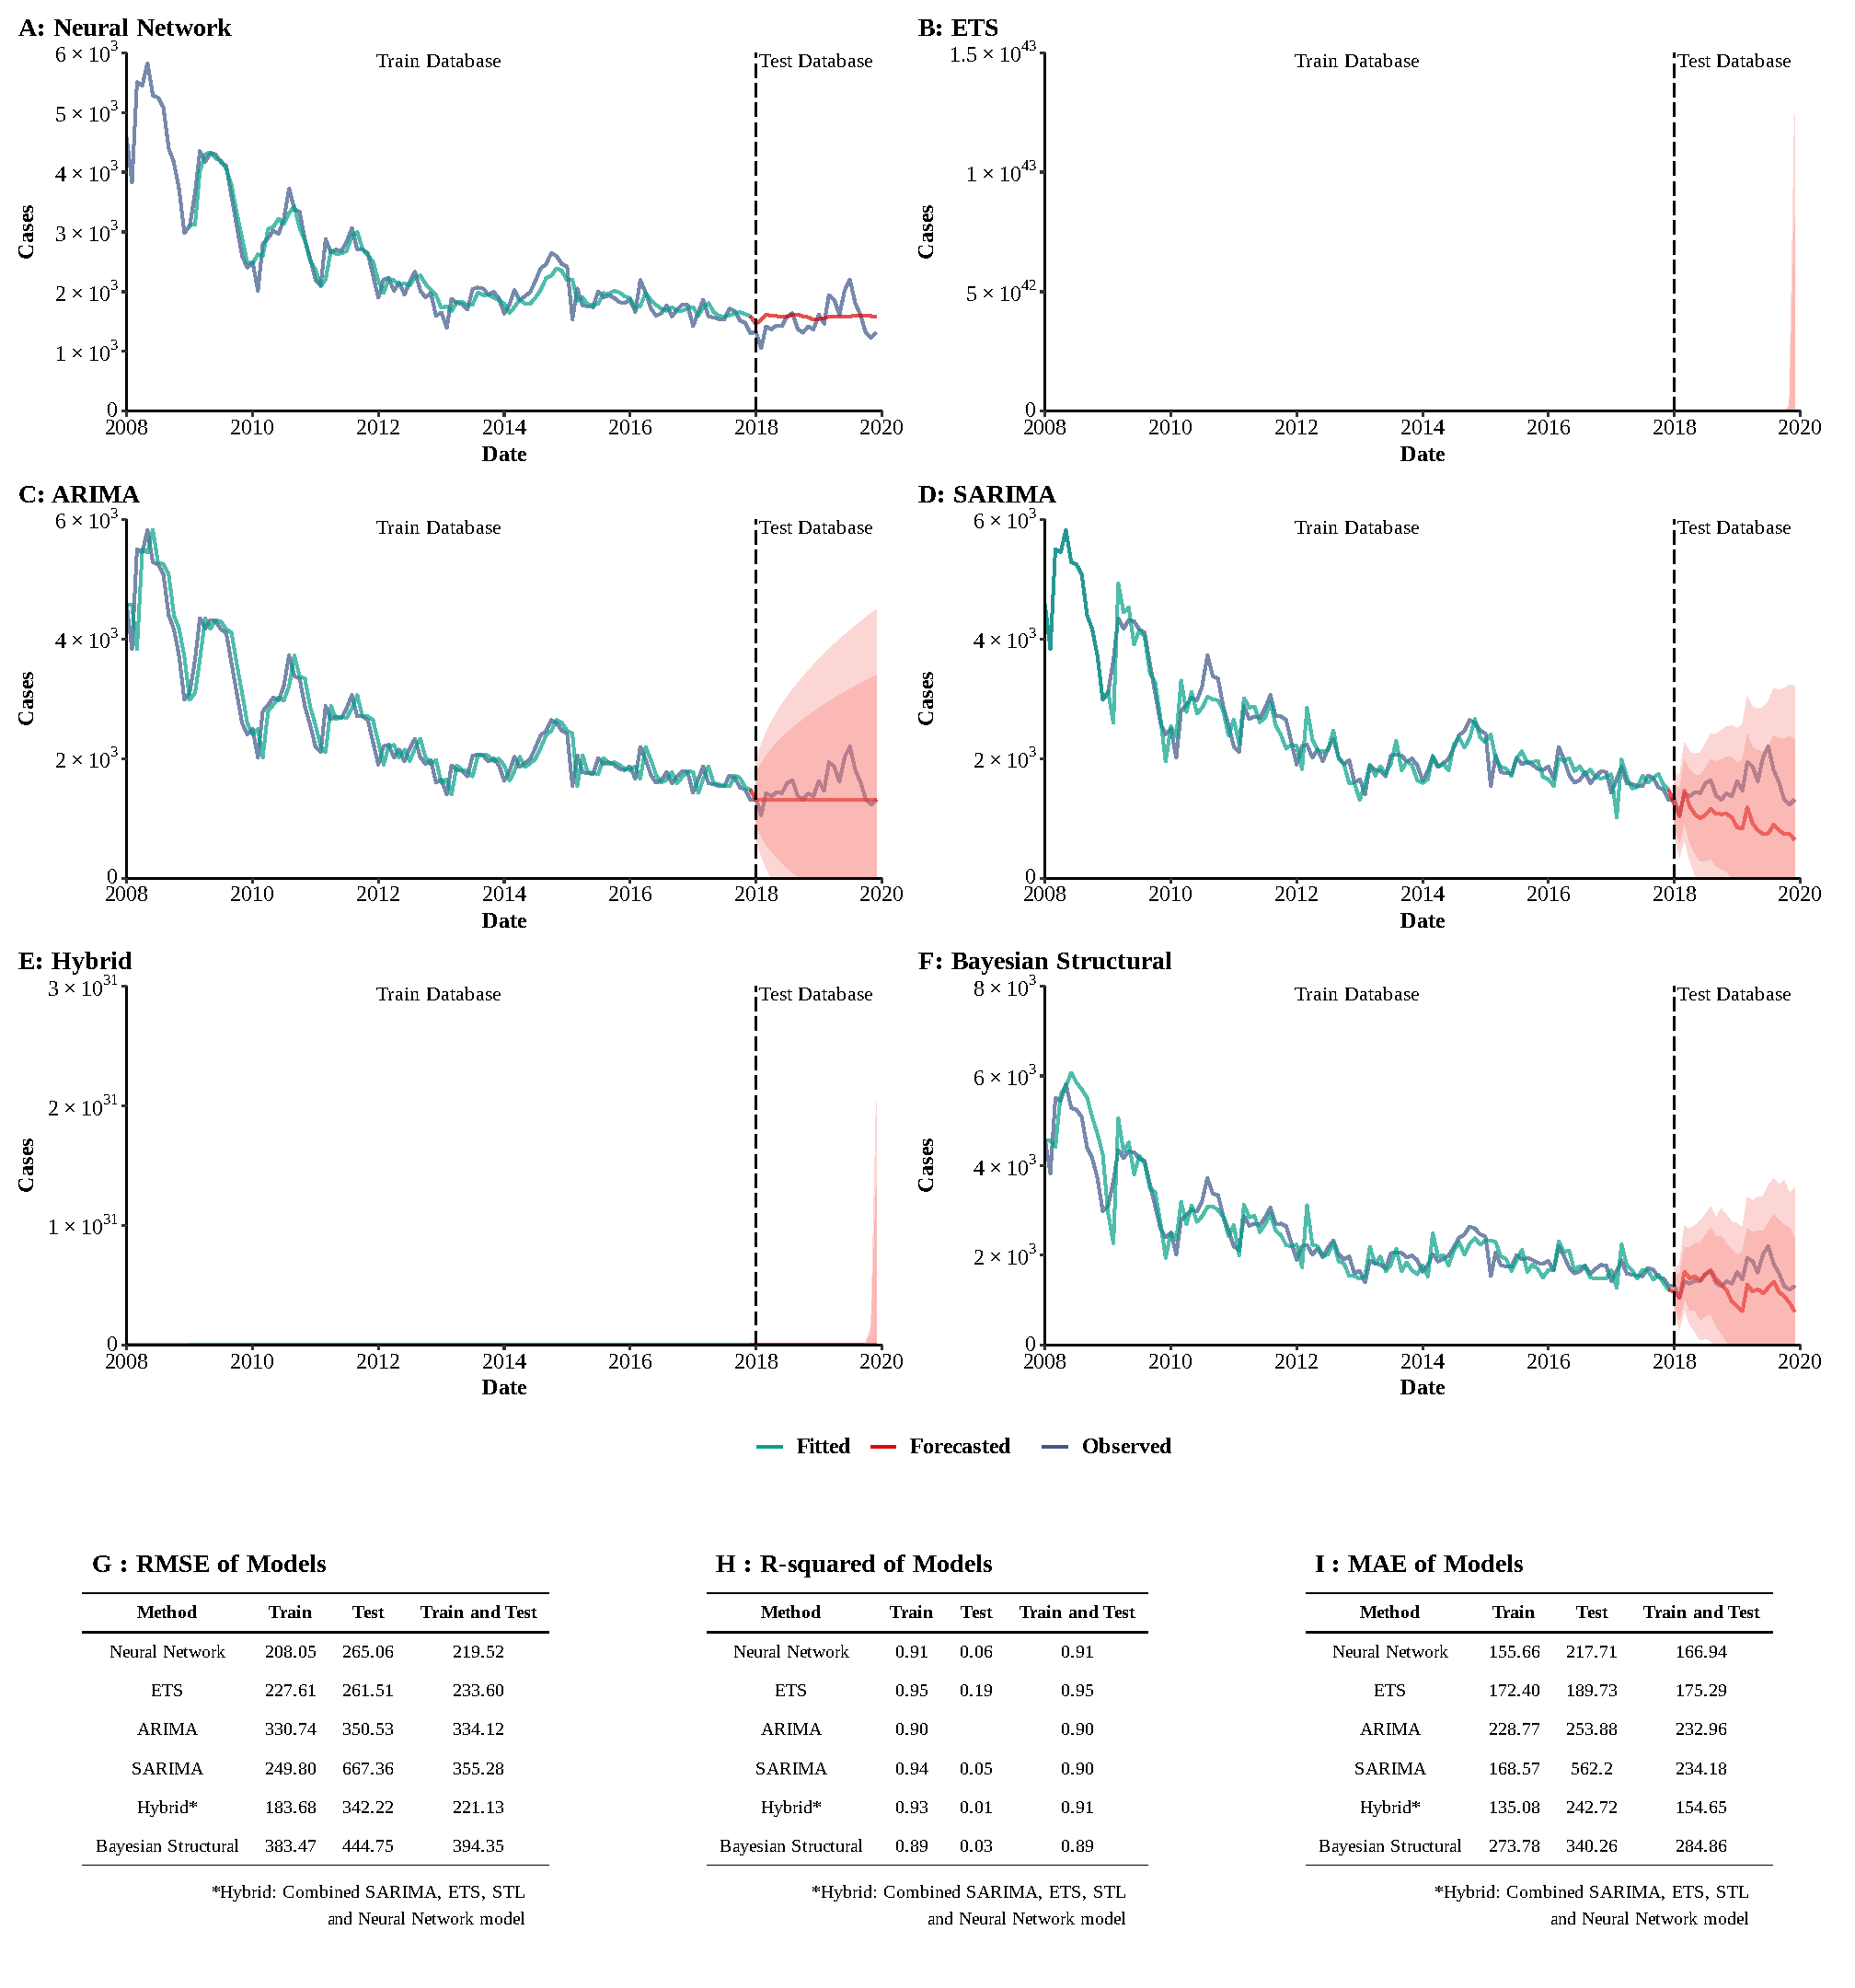 A: Neural Network
6 × 10³
5 × 10³
4 × 10³
3 × 10³
2 × 10³
1 × 10³
0
Cases
Train Database
Test Database
2008 2010 2012 2014 2016 2018 2020
Date
B: ETS
1.5 × 10⁴³
1 × 10⁴³
5 × 10⁴²
0
Cases
Train Database
Test Database
2008 2010 2012 2014 2016 2018 2020
Date
C: ARIMA
6 × 10³
4 × 10³
2 × 10³
0
Cases
Train Database
Test Database
2008 2010 2012 2014 2016 2018 2020
Date
D: SARIMA
6 × 10³
4 × 10³
2 × 10³
0
Cases
Train Database
Test Database
2008 2010 2012 2014 2016 2018 2020
Date
E: Hybrid
3 × 10³¹
2 × 10³¹
1 × 10³¹
0
Cases
Train Database
Test Database
2008 2010 2012 2014 2016 2018 2020
Date
F: Bayesian Structural
8 × 10³
6 × 10³
4 × 10³
2 × 10³
0
Cases
Train Database
Test Database
2008 2010 2012 2014 2016 2018 2020
Date
Fitted Forecasted Observed
G : RMSE of Models
Method Train Test Train and Test
Neural Network 208.05 265.06 219.52
ETS 227.61 261.51 233.60
ARIMA 330.74 350.53 334.12
SARIMA 249.80 667.36 355.28
Hybrid* 183.68 342.22 221.13
Bayesian Structural 383.47 444.75 394.35
*Hybrid: Combined SARIMA, ETS, STL
and Neural Network model
H : R-squared of Models
Method Train Test Train and Test
Neural Network 0.91 0.06 0.91
ETS 0.95 0.19 0.95
ARIMA 0.90 0.90
SARIMA 0.94 0.05 0.90
Hybrid* 0.93 0.01 0.91
Bayesian Structural 0.89 0.03 0.89
*Hybrid: Combined SARIMA, ETS, STL
and Neural Network model
I : MAE of Models
Method Train Test Train and Test
Neural Network 155.66 217.71 166.94
ETS 172.40 189.73 175.29
ARIMA 228.77 253.88 232.96
SARIMA 168.57 562.2 234.18
Hybrid* 135.08 242.72 154.65
Bayesian Structural 273.78 340.26 284.86
*Hybrid: Combined SARIMA, ETS, STL
and Neural Network model